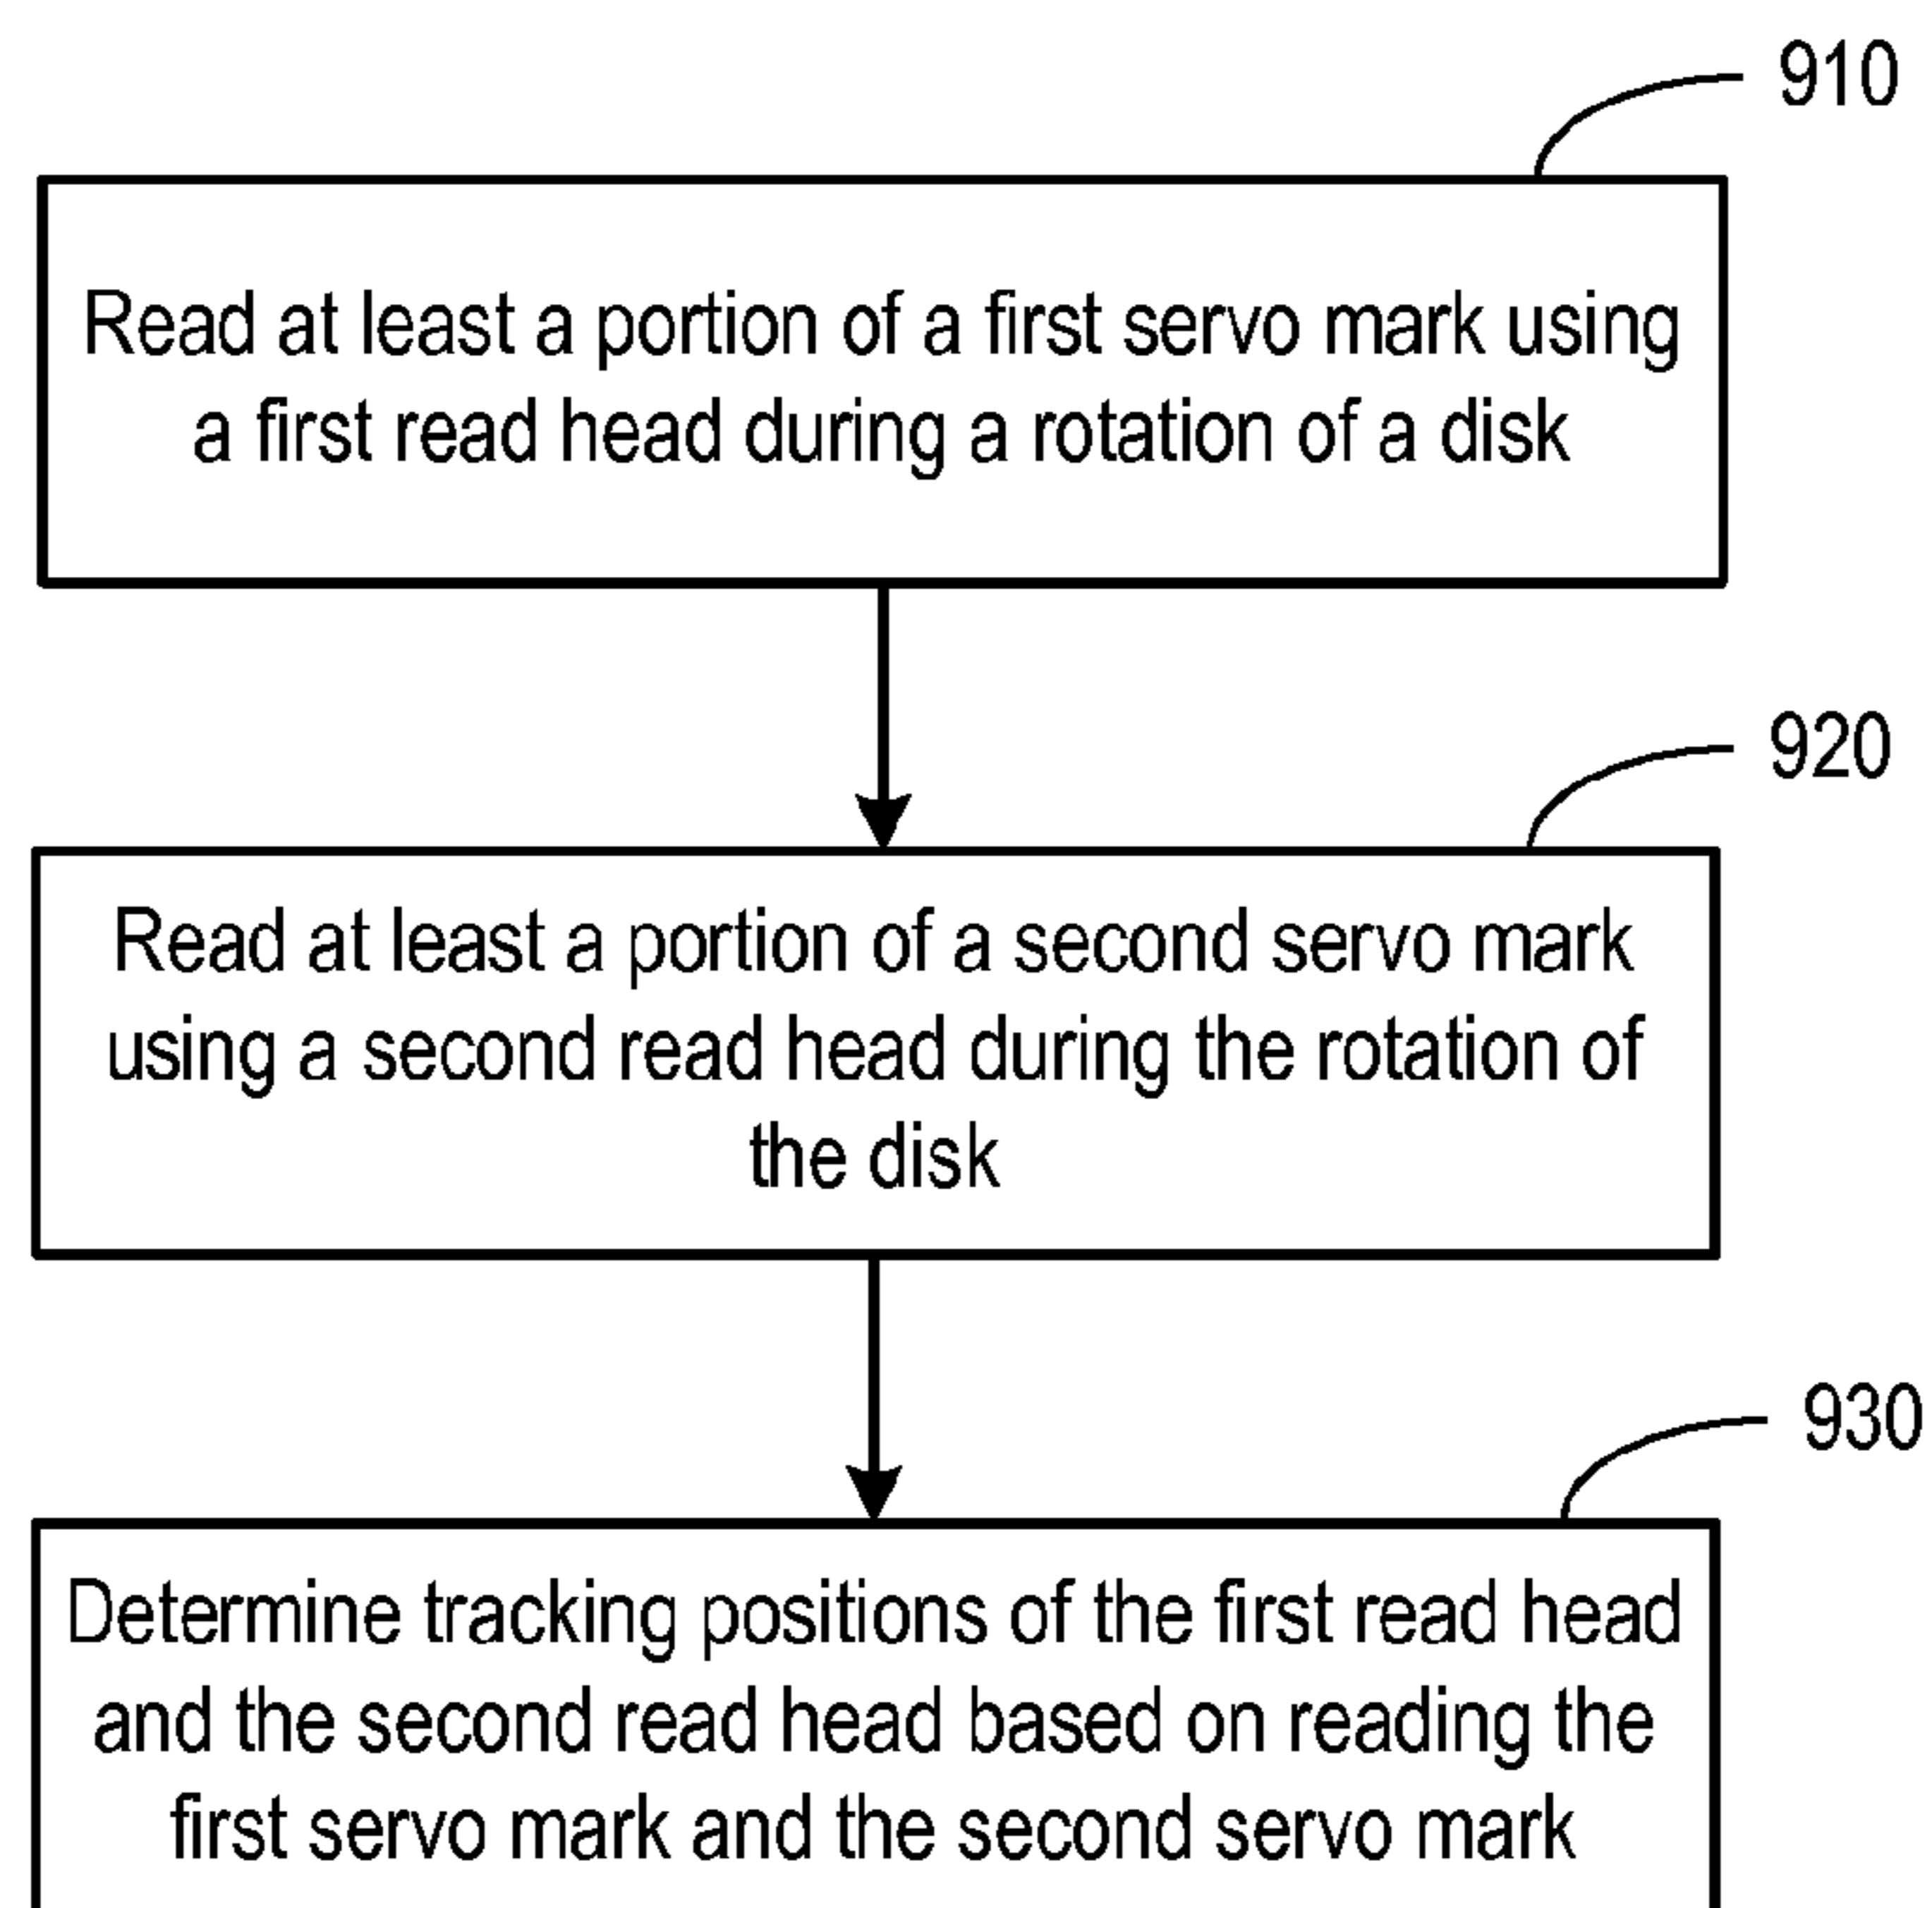 910
Read at least a portion of a first servo mark using
a first read head during a rotation of a disk
920
Read at least a portion of a second servo mark
using a second read head during the rotation of
the disk
930
Determine tracking positions of the first read head
and the second read head based on reading the
first servo mark and the second servo mark